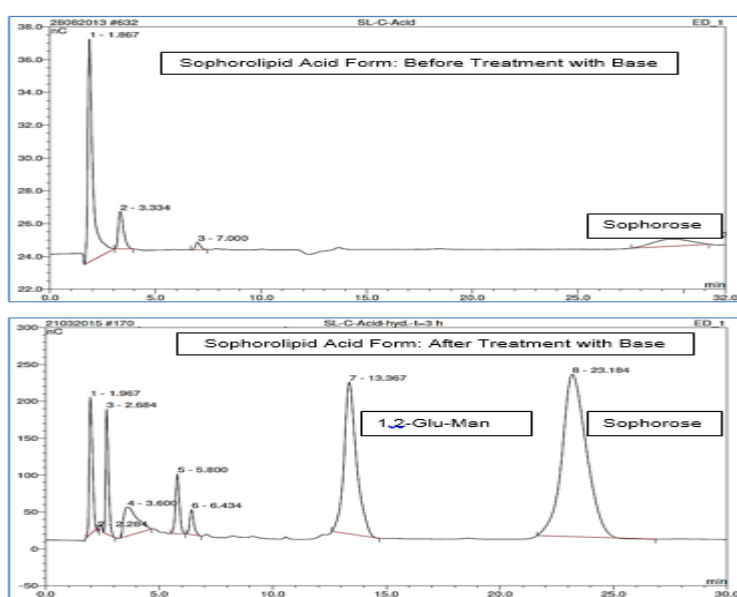 28082013 #632 SL-C-Acid ED_1
nC
38.0
36.0
34.0
32.0
30.0
28.0
26.0
24.0
22.0
1 - 1.867
Sophorolipid Acid Form: Before Treatment with Base
2 - 3.334
3 - 7.000
Sophorose
min
0.0 5.0 10.0 15.0 20.0 25.0 32.0
21032015 #170 SL-C-Acid-hyd.-t=3 h ED_1
nC
300
250
200
150
100
50
0
-50
Sophorolipid Acid Form: After Treatment with Base
1 - 1.967
3 - 2.684
4 - 3.600
5 - 5.800
6 - 6.434
7 - 13.367
1,2-Glu-Man
8 - 23.184
Sophorose
min
0.0 5.0 10.0 15.0 20.0 25.0 30.0